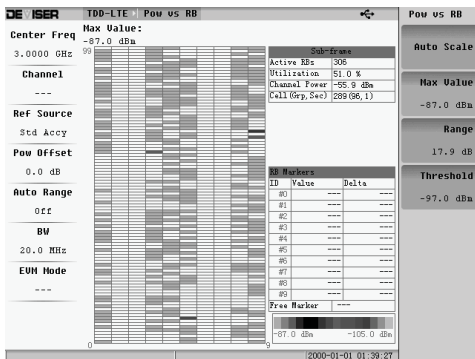 DEVISER TDD-LTE Pow vs RB
Pow vs RB
Center Freq
3.0000 GHz
Channel
---
Ref Source
Std Accy
Pow Offset
0.0 dB
Auto Range
Off
BW
20.0 MHz
EVM Mode
---
Max Value:
-87.0 dBm
99
0
9
Sub-frame
Active RBs 306
Utilization 51.0 %
Channel Power -55.9 dBm
Cell(Grp,Sec) 289(96,1)
RB Markers
ID Value Delta
#0 --- ---
#1 --- ---
#2 --- ---
#3 --- ---
#4 --- ---
#5 --- ---
#6 --- ---
#7 --- ---
#8 --- ---
#9 --- ---
Free Marker ---
-87.0 dBm -105.0 dBm
2000-01-01 01:39:27
Auto Scale
Max Value
-87.0 dBm
Range
17.9 dB
Threshold
-97.0 dBm